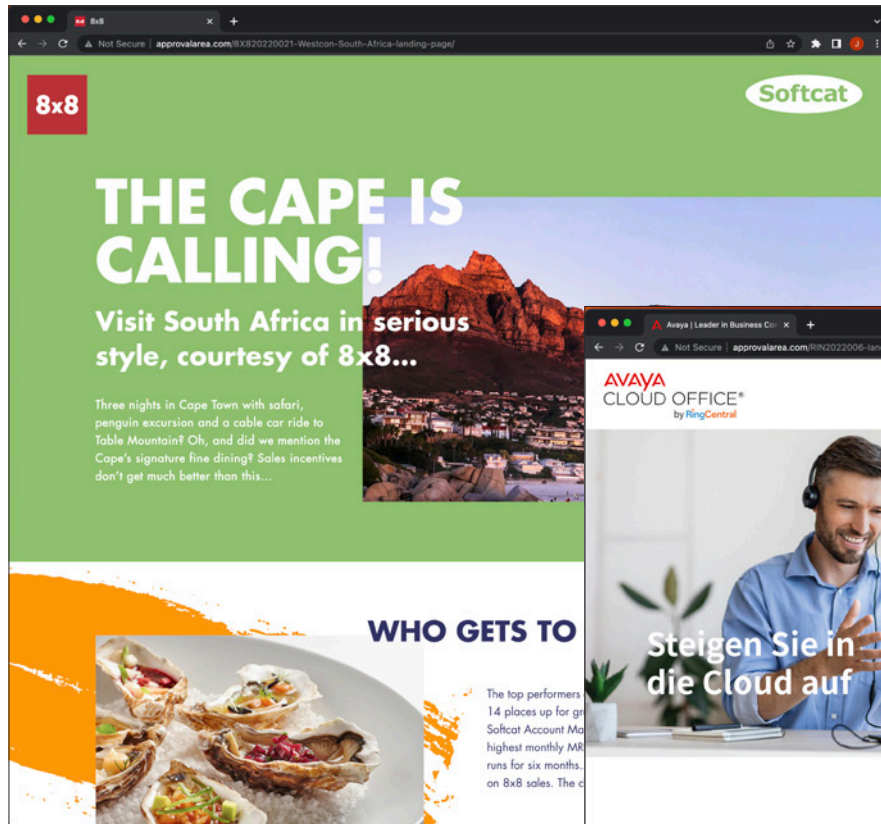 8x8
Not Secure | approvalarea.com/8X820220021-Westcon-South-Africa-landing-page/
J
8x8
Softcat
THE CAPE IS
CALLING!
Visit South Africa in serious
style, courtesy of 8x8...
Three nights in Cape Town with safari,
penguin excursion and a cable car ride to
Table Mountain? Oh, and did we mention the
Cape's signature fine dining? Sales incentives
don't get much better than this...
WHO GETS TO
The top performers
14 places up for
Softcat Account
highest monthly
runs for six months..
on 8x8 sales. The
Avaya | Leader in Business
Not Secure | approvalarea.com/RIN2022006-lan
AVAYA
CLOUD OFFICE®
by RingCentral
Steigen Sie in
die Cloud auf